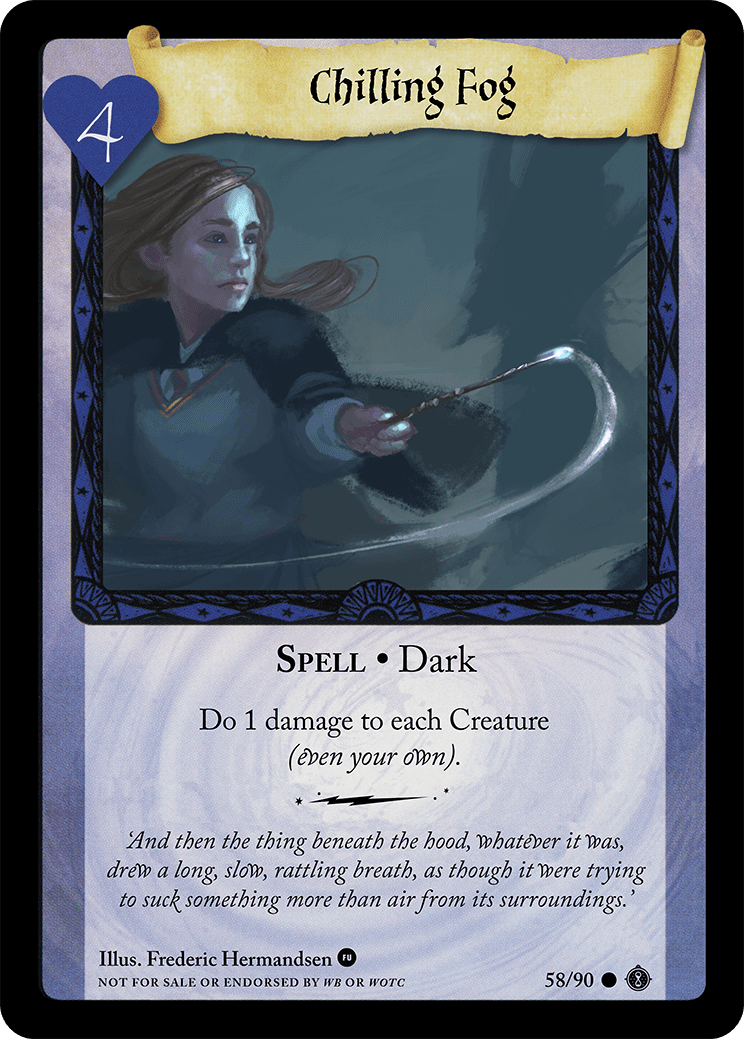 Chilling Fog
4
SPELL • Dark
Do 1 damage to each Creature
(even your own).
‘And then the thing beneath the hood, whatever it was,
drew a long, slow, rattling breath, as though it were trying
to suck something more than air from its surroundings.’
Illus. Frederic Hermandsen FU
NOT FOR SALE OR ENDORSED BY WB OR WOTC
58/90